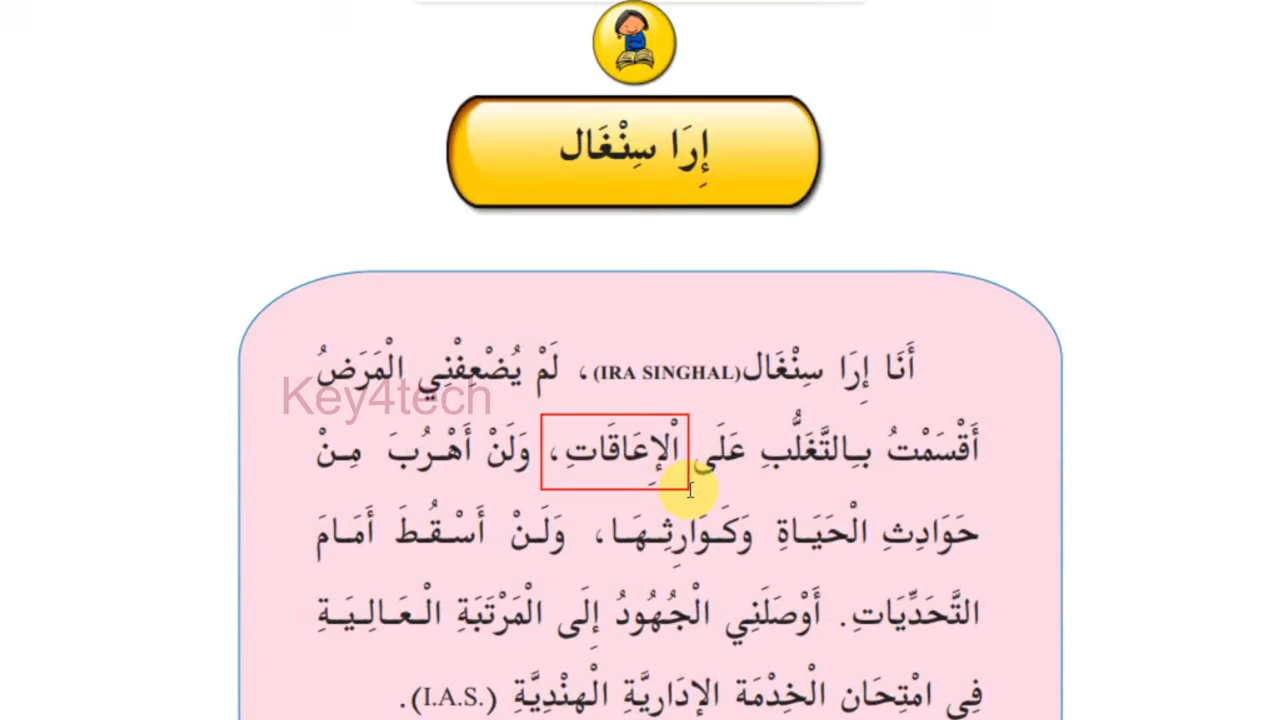 إِرَا سِنْغَال
أَنَا إِرَا سِنْغَال(IRA SINGHAL)، لَمْ يُضْعِفْنِي الْمَرَضُ
Key4tech
أَقْسَمْتُ بِالتَّغَلُّبِ عَلَى الْإِعَاقَاتِ، وَلَنْ أَهْرُبَ مِنْ
حَوَادِثِ الْحَيَاةِ وَكَوَارِثِهَا، وَلَنْ أَسْقُطَ أَمَامَ
التَّحَدِّيَاتِ. أَوْصَلَنِي الْجُهُودُ إِلَى الْمَرْتَبَةِ الْعَالِيَةِ
فِي امْتِحَانِ الْخِدْمَة الإِدَارِيَّةِ الْهِنْدِيَّةِ (I.A.S.).